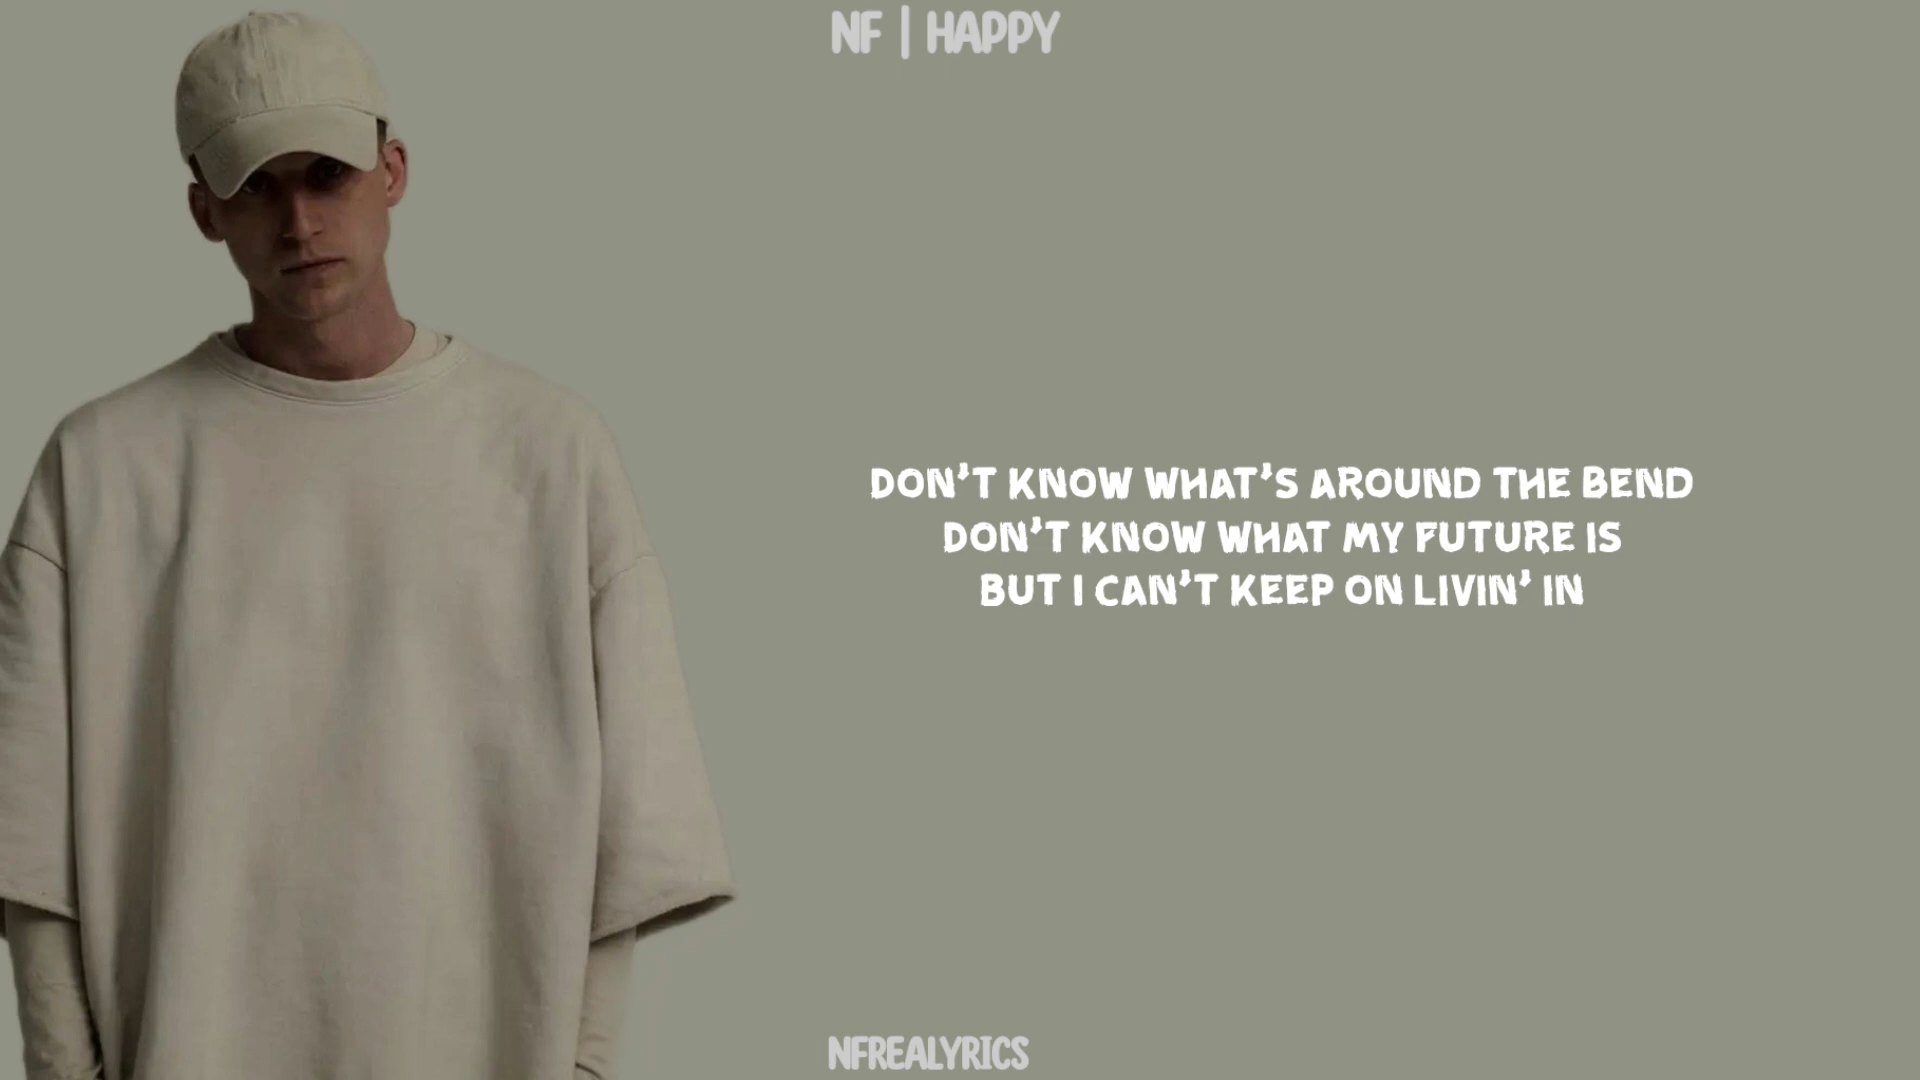 NF | HAPPY
DON'T KNOW WHAT'S AROUND THE BEND
DON'T KNOW WHAT MY FUTURE IS
BUT I CAN'T KEEP ON LIVIN' IN
NFREALYRICS